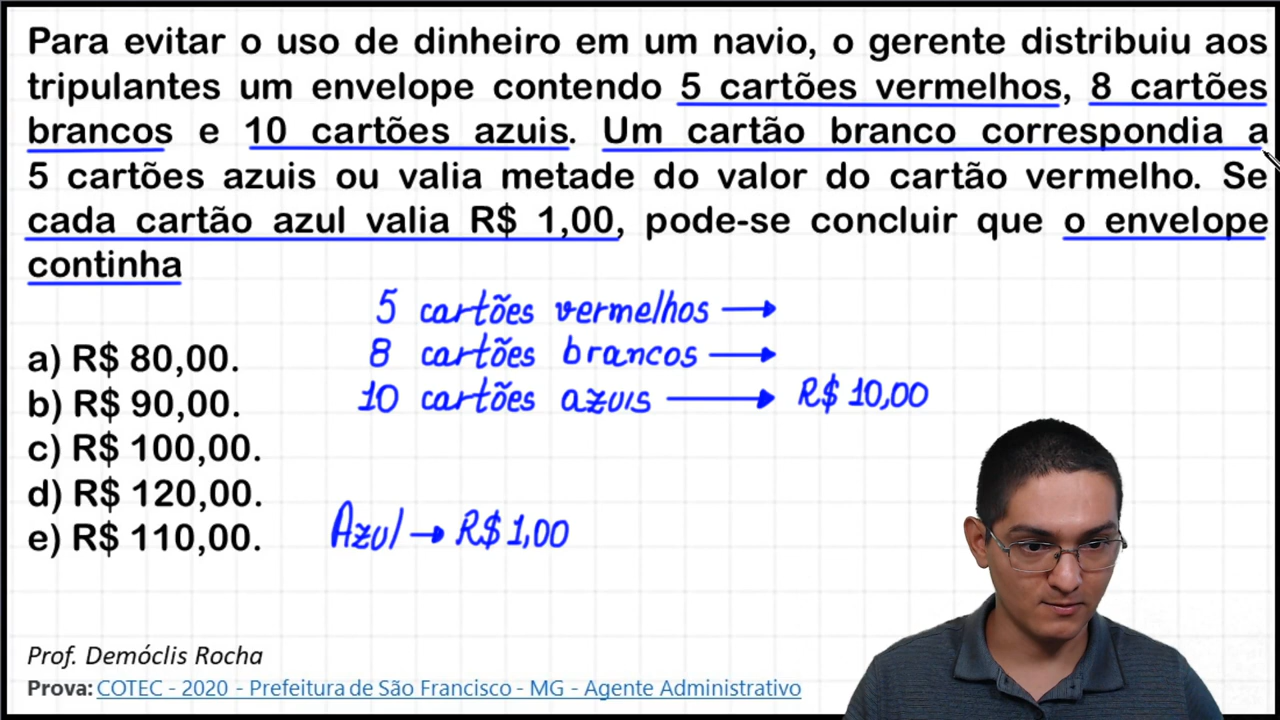 Para evitar o uso de dinheiro em um navio, o gerente distribuiu aos
tripulantes um envelope contendo 5 cartões vermelhos, 8 cartões
brancos e 10 cartões azuis. Um cartão branco correspondia a
5 cartões azuis ou valia metade do valor do cartão vermelho. Se
cada cartão azul valia R$ 1,00, pode-se concluir que o envelope
continha
5 cartões vermelhos →
8 cartões brancos →
10 cartões azuis → R$ 10,00
a) R$ 80,00.
b) R$ 90,00.
c) R$ 100,00.
d) R$ 120,00.
e) R$ 110,00.
Azul → R$ 1,00
Prof. Demóclis Rocha
Prova: COTEC - 2020 - Prefeitura de São Francisco - MG - Agente Administrativo